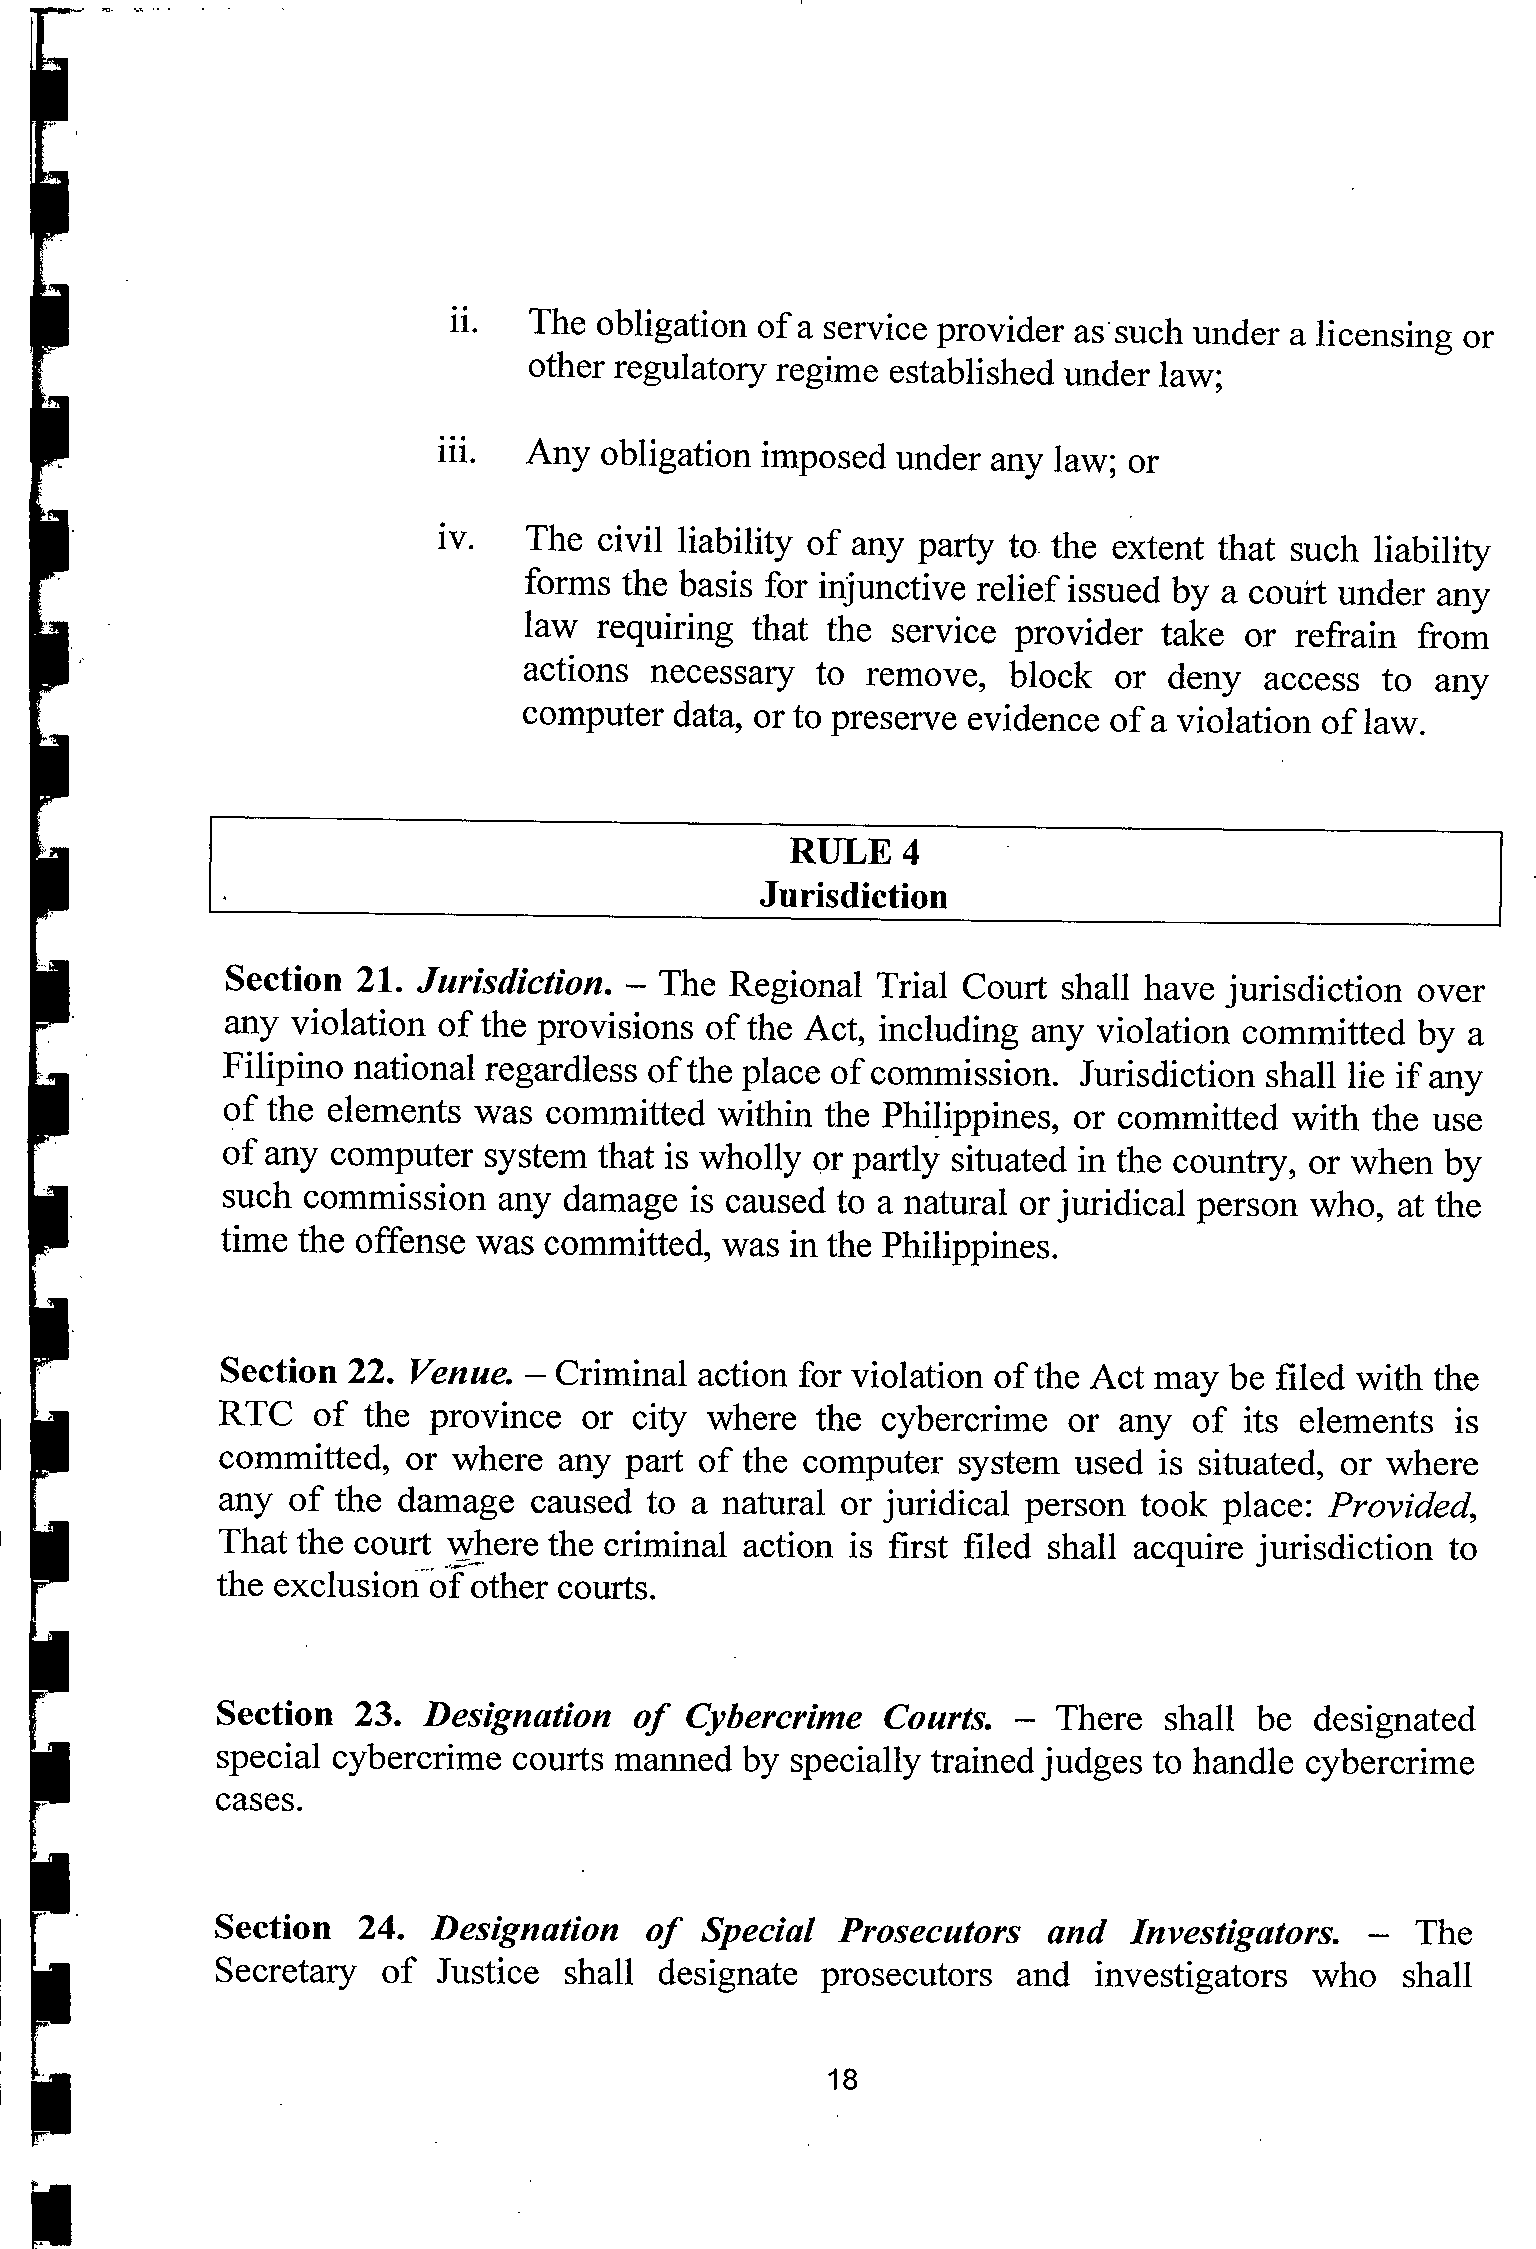 ii. The obligation of a service provider as such under a licensing or
other regulatory regime established under law;
iii. Any obligation imposed under any law; or
iv. The civil liability of any party to the extent that such liability
forms the basis for injunctive relief issued by a court under any
law requiring that the service provider take or refrain from
actions necessary to remove, block or deny access to any
computer data, or to preserve evidence of a violation of law.
RULE 4
Jurisdiction
Section 21. Jurisdiction. – The Regional Trial Court shall have jurisdiction over
any violation of the provisions of the Act, including any violation committed by a
Filipino national regardless of the place of commission. Jurisdiction shall lie if any
of the elements was committed within the Philippines, or committed with the use
of any computer system that is wholly or partly situated in the country, or when by
such commission any damage is caused to a natural or juridical person who, at the
time the offense was committed, was in the Philippines.
Section 22. Venue. – Criminal action for violation of the Act may be filed with the
RTC of the province or city where the cybercrime or any of its elements is
committed, or where any part of the computer system used is situated, or where
any of the damage caused to a natural or juridical person took place: Provided,
That the court where the criminal action is first filed shall acquire jurisdiction to
the exclusion of other courts.
Section 23. Designation of Cybercrime Courts. – There shall be designated
special cybercrime courts manned by specially trained judges to handle cybercrime
cases.
Section 24. Designation of Special Prosecutors and Investigators. – The
Secretary of Justice shall designate prosecutors and investigators who shall
18